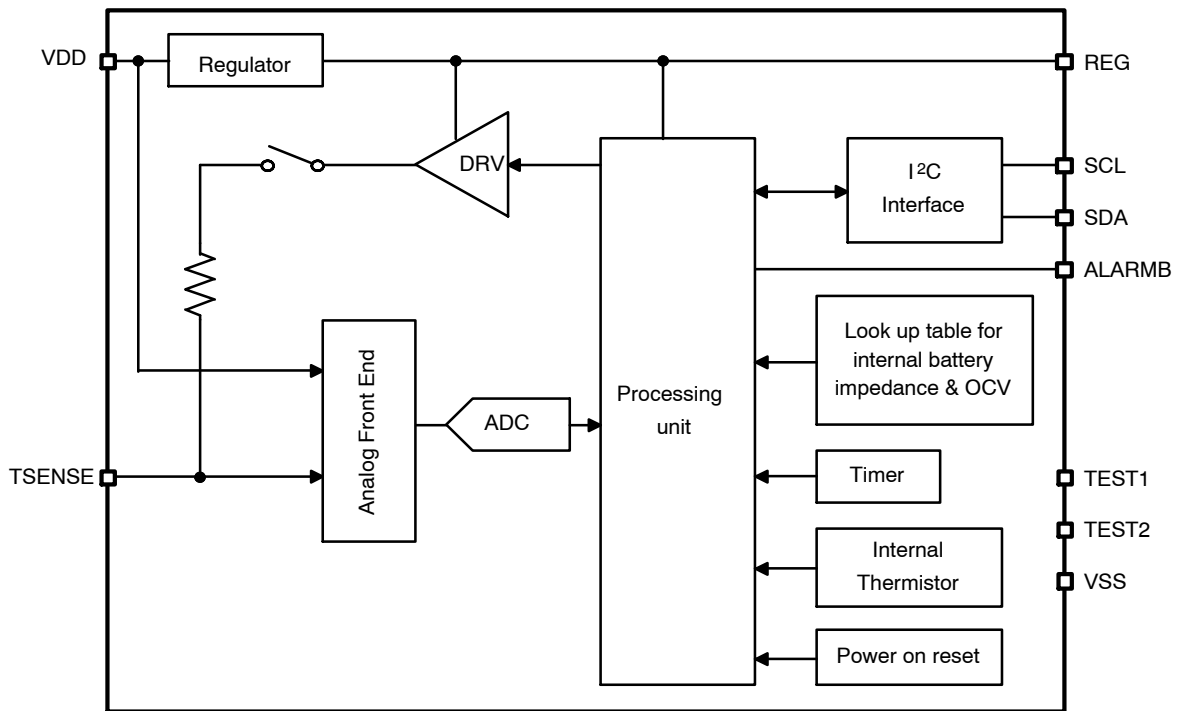 VDD
Regulator
REG
DRV
I²C
Interface
SCL
SDA
ALARMB
Look up table for
internal battery
impedance & OCV
Analog Front End
ADC
Processing
unit
TSENSE
Timer
TEST1
TEST2
Internal
Thermistor
VSS
Power on reset